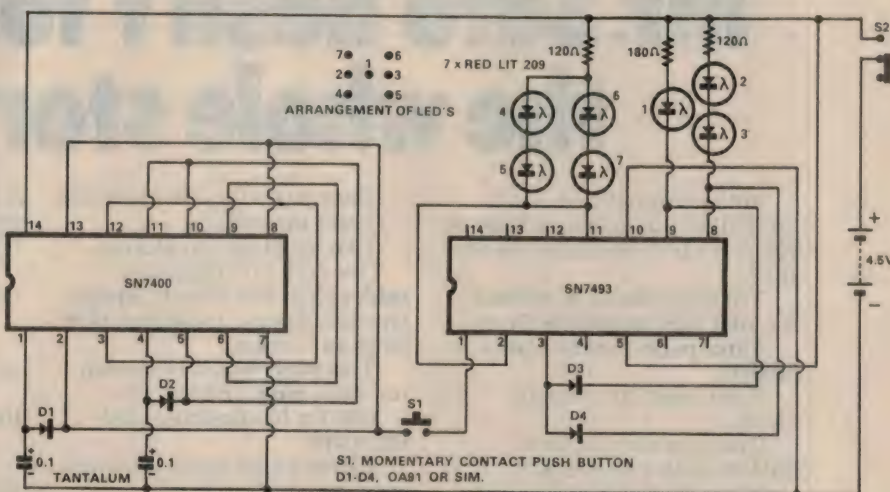 S2
120Ω
180Ω
120Ω
7 x RED LIT 209
7 6
1
2 3
4 5
ARRANGEMENT OF LED'S
4 λ
6 λ
1 λ
2 λ
5 λ
7 λ
3 λ
14 13 12 11 10 9 8
SN7400
1 2 3 4 5 6 7
14 13 12 11 10 9 8
SN7493
1 2 3 4 5 6 7
+
4.5V
−
D1
D2
S1
D3
D4
+ 0.1 −
TANTALUM
+ 0.1 −
S1. MOMENTARY CONTACT PUSH BUTTON
D1-D4, OA91 OR SIM.